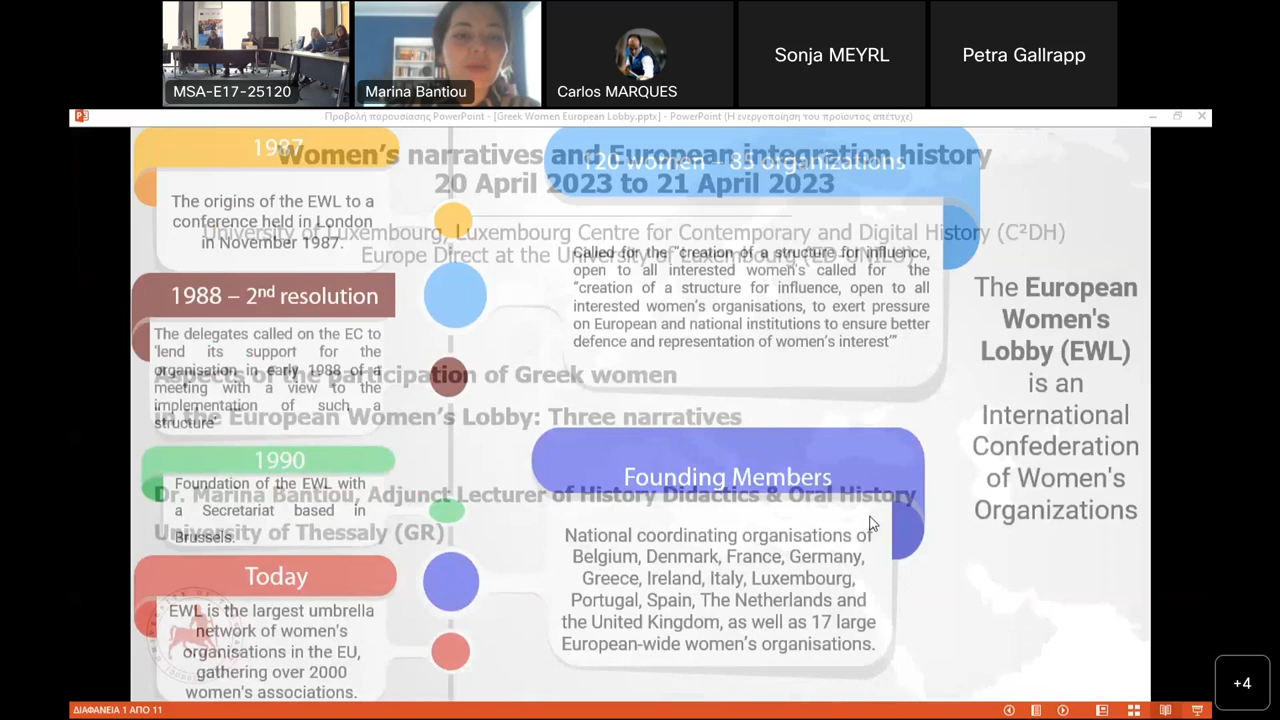 MSA-E17-25120
Marina Bantiou
Carlos MARQUES
Sonja MEYRL
Petra Gallrapp
Προβολή παρουσίασης PowerPoint - [Greek Women European Lobby.pptx] - PowerPoint (Η ενεργοποίηση του προϊόντος απέτυχε)
1987
The origins of the EWL to a
conference held in London
in November 1987.
1988 – 2nd resolution
The delegates called on the EC to
'lend its support for the
organisation in early 1988 of a
meeting with a view to the
implementation of such a
structure'
1990
Foundation of the EWL with
a Secretariat based in
Brussels.
Today
EWL is the largest umbrella
network of women's
organisations in the EU,
gathering over 2000
women's associations.
Women's narratives and European integration history
20 April 2023 to 21 April 2023
University of Luxembourg, Luxembourg Centre for Contemporary and Digital History (C²DH)
Europe Direct at the University of Luxembourg (ED-UNILU)
Aspects of the participation of Greek women
in the European Women's Lobby: Three narratives
Dr. Marina Bantiou, Adjunct Lecturer of History Didactics & Oral History
University of Thessaly (GR)
120 women – 85 organizations
Called for the "creation of a structure for influence,
open to all interested women's called for "the
"creation of a structure for influence, open to all
interested women's organisations, to exert pressure
on European and national institutions to ensure better
defence and representation of women's interest'"
Founding Members
National coordinating organisations of
Belgium, Denmark, France, Germany,
Greece, Ireland, Italy, Luxembourg,
Portugal, Spain, The Netherlands and
the United Kingdom, as well as 17 large
European-wide women's organisations.
The European
Women's
Lobby (EWL)
is an
International
Confederation
of Women's
Organizations
ΔΙΑΦΑΝΕΙΑ 1 ΑΠΟ 11
+4